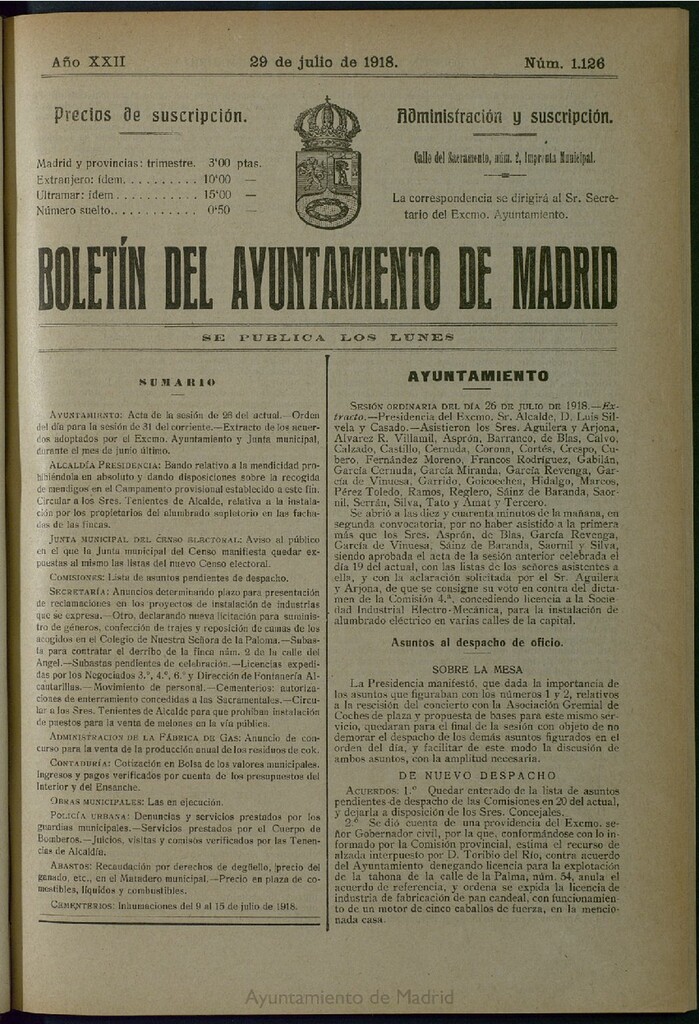 Año XXII
29 de julio de 1918.
Núm. 1.126
Precios de suscripción.
Madrid y provincias: trimestre. 3'00 ptas.
Extranjero: ídem.......... 10'00 —
Ultramar: ídem.......... 15'00 —
Número suelto........... 0'50 —
Administración y suscripción.
Calle del Sacramento, núm. 2, Imprenta Municipal.
La correspondencia se dirigirá al Sr. Secre-
tario del Excmo. Ayuntamiento.
BOLETÍN DEL AYUNTAMIENTO DE MADRID
SE PUBLICA LOS LUNES
SUMARIO
AYUNTAMIENTO: Acta de la sesión de 26 del actual.—Orden
del día para la sesión de 31 del corriente.—Extracto de los acuer-
dos adoptados por el Excmo. Ayuntamiento y Junta municipal,
durante el mes de junio último.
ALCALDÍA PRESIDENCIA: Bando relativo a la mendicidad pro-
hibiéndola en absoluto y dando disposiciones sobre la recogida
de mendigos en el Campamento provisional establecido a este fin.
Circular a los Sres. Tenientes de Alcalde, relativa a la instala-
ción por los propietarios del alumbrado supletorio en las facha-
das de las fincas.
JUNTA MUNICIPAL DEL CENSO ELECTORAL: Aviso al público
en el que la Junta municipal del Censo manifiesta quedar ex-
puestas al mismo las listas del nuevo Censo electoral.
COMISIONES: Lista de asuntos pendientes de despacho.
SECRETARÍA: Anuncios determinando plazo para presentación
de reclamaciones en los proyectos de instalación de industrias
que se expresa.—Otro, declarando nueva licitación para suminis-
tro de géneros, confección de trajes y reposición de camas de los
acogidos en el Colegio de Nuestra Señora de la Paloma.—Subas-
ta para contratar el derribo de la finca núm. 2 de la calle del
Angel.—Subastas pendientes de celebración.—Licencias expedi-
das por los Negociados 3.º, 4.º, 6.º y Dirección de Fontanería Al-
cantarillas.—Movimiento de personal.—Cementerios: autoriza-
ciones de enterramiento concedidas a las Sacramentales.—Circu-
lar a los Sres. Tenientes de Alcalde para que prohiban instalación
de puestos para la venta de melones en la vía pública.
ADMINISTRACIÓN DE LA FÁBRICA DE GAS: Anuncio de con-
curso para la venta de la producción anual de los residuos de cok.
CONTADURÍA: Cotización en Bolsa de los valores municipales.
Ingresos y pagos verificados por cuenta de los presupuestos del
Interior y del Ensanche.
OBRAS MUNICIPALES: Las en ejecución.
POLICÍA URBANA: Denuncias y servicios prestados por los
guardias municipales.—Servicios prestados por el Cuerpo de
Bomberos.—Juicios, visitas y comisos verificados por las Tenen-
cias de Alcaldía.
ABASTOS: Recaudación por derechos de degüello, precio del
ganado, etc., en el Matadero municipal.—Precio en plaza de co-
mestibles, líquidos y combustibles.
CEMENTERIOS: Inhumaciones del 9 al 15 de julio de 1918.
AYUNTAMIENTO
SESIÓN ORDINARIA DEL DÍA 26 DE JULIO DE 1918.—Ex-
tracto.—Presidencia del Excmo. Sr. Alcalde, D. Luis Sil-
vela y Casado.—Asistieron los Sres. Aguilera y Arjona,
Alvarez R. Villamil, Asprón, Barranco, de Blas, Calvo,
Calzado, Castillo, Cernuda, Corona, Cortés, Crespo, Cu-
bero, Fernández Moreno, Francos Rodríguez, Gabilán,
García Cernuda, García Miranda, García Revenga, Gar-
cía de Vinuesa, Garrido, Goicoechea, Hidalgo, Marcos,
Pérez Toledo, Ramos, Reglero, Sáinz de Baranda, Saor-
nil, Serrán, Silva, Tato y Amat y Tercero.
Se abrió a las diez y cuarenta minutos de la mañana, en
segunda convocatoria, por no haber asistido a la primera
más que los Sres. Asprón, de Blas, García Revenga,
García de Vinuesa, Sáinz de Baranda, Saornil y Silva,
siendo aprobada el acta de la sesión anterior celebrada el
día 19 del actual, con las listas de los señores asistentes a
ella, y con la aclaración solicitada por el Sr. Aguilera
y Arjona, de que se consigne su voto en contra del dicta-
men de la Comisión 4.ª, concediendo licencia a la Socie-
dad Industrial Electro-Mecánica, para la instalación de
alumbrado eléctrico en varias calles de la capital.
Asuntos al despacho de oficio.
SOBRE LA MESA
La Presidencia manifestó, que dada la importancia de
los asuntos que figuraban con los números 1 y 2, relativos
a la rescisión del concierto con la Asociación Gremial de
Coches de plaza y propuesta de bases para este mismo ser-
vicio, quedaran para el final de la sesión con objeto de no
demorar el despacho de los demás asuntos figurados en el
orden del día, y facilitar de este modo la discusión de
ambos asuntos, con la amplitud necesaria.
DE NUEVO DESPACHO
ACUERDOS: 1.º Quedar enterado de la lista de asuntos
pendientes de despacho de las Comisiones en 20 del actual,
y dejarla a disposición de los Sres. Concejales.
2.º Se dió cuenta de una providencia del Excmo. se-
ñor Gobernador civil, por la que, conformándose con lo in-
formado por la Comisión provincial, estima el recurso de
alzada interpuesto por D. Toribio del Río, contra acuerdo
del Ayuntamiento denegando licencia para la explotación
de la tahona de la calle de la Palma, núm. 54, anula el
acuerdo de referencia, y ordena se expida la licencia de
industria de fabricación de pan candeal, con funcionamien-
to de un motor de cinco caballos de fuerza, en la mencio-
nada casa.
Ayuntamiento de Madrid